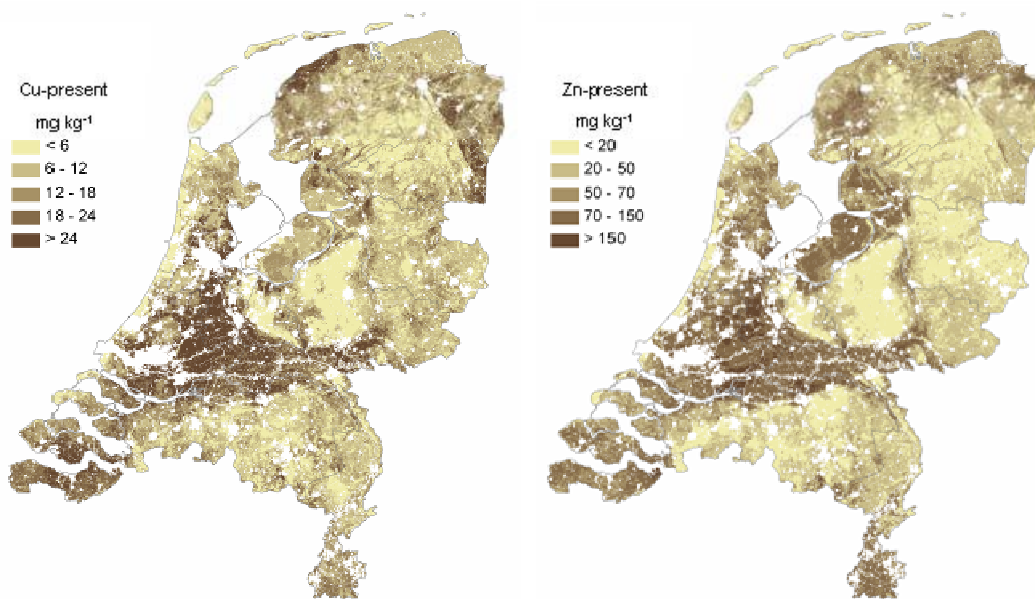 Cu-present
mg kg⁻¹
< 6
6 - 12
12 - 18
18 - 24
> 24
Zn-present
mg kg⁻¹
< 20
20 - 50
50 - 70
70 - 150
> 150